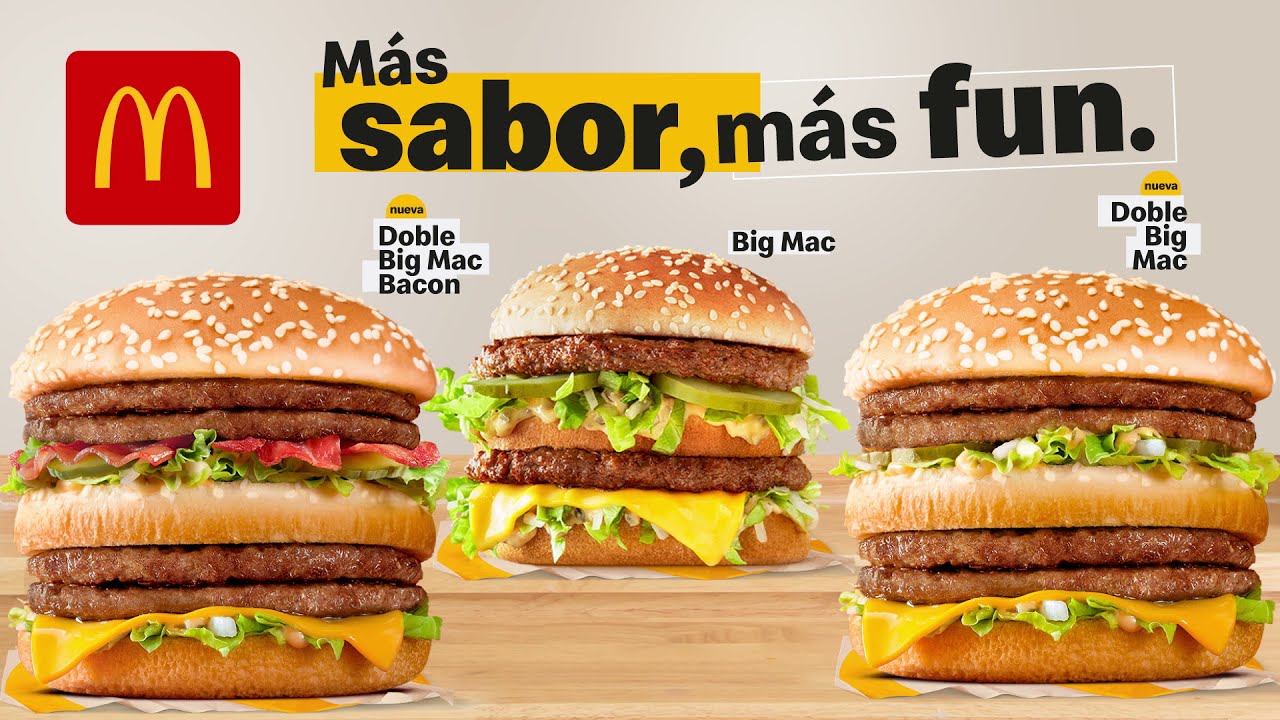 Más
sabor, más fun.
nueva
Doble
Big Mac
Bacon
Big Mac
nueva
Doble
Big
Mac